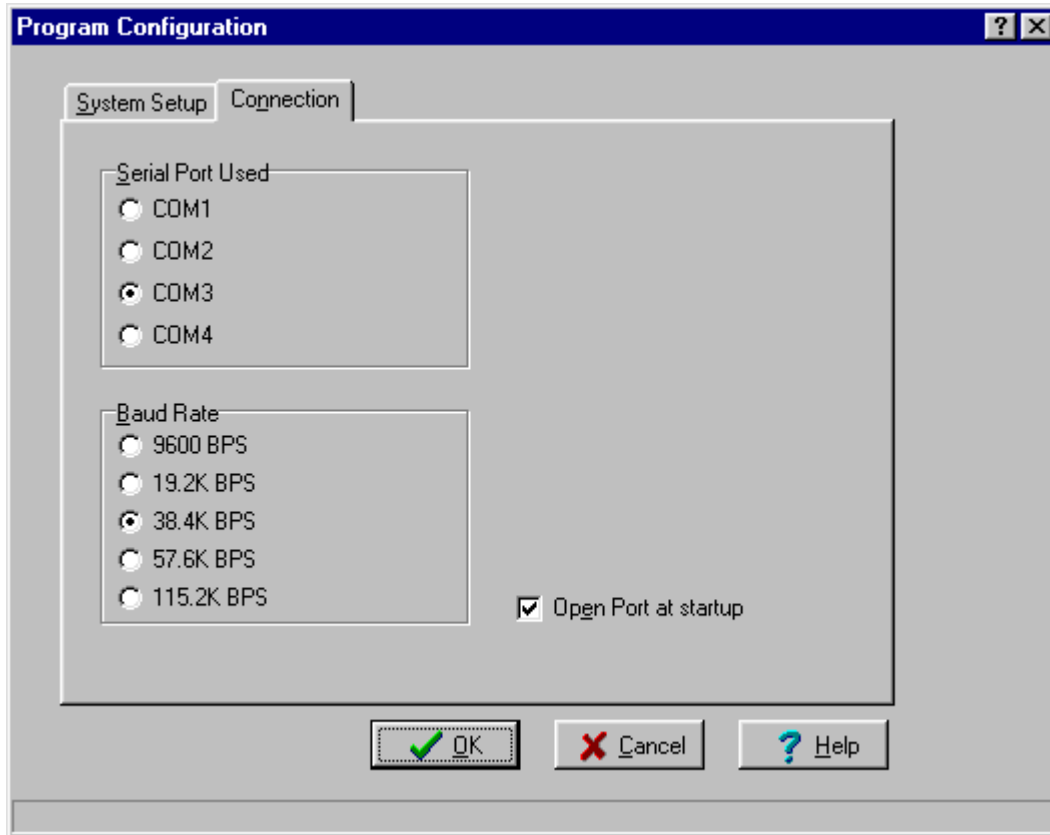 Program Configuration
System Setup
Connection
Serial Port Used
COM1
COM2
COM3
COM4
Baud Rate
9600 BPS
19.2K BPS
38.4K BPS
57.6K BPS
115.2K BPS
Open Port at startup
OK
Cancel
Help